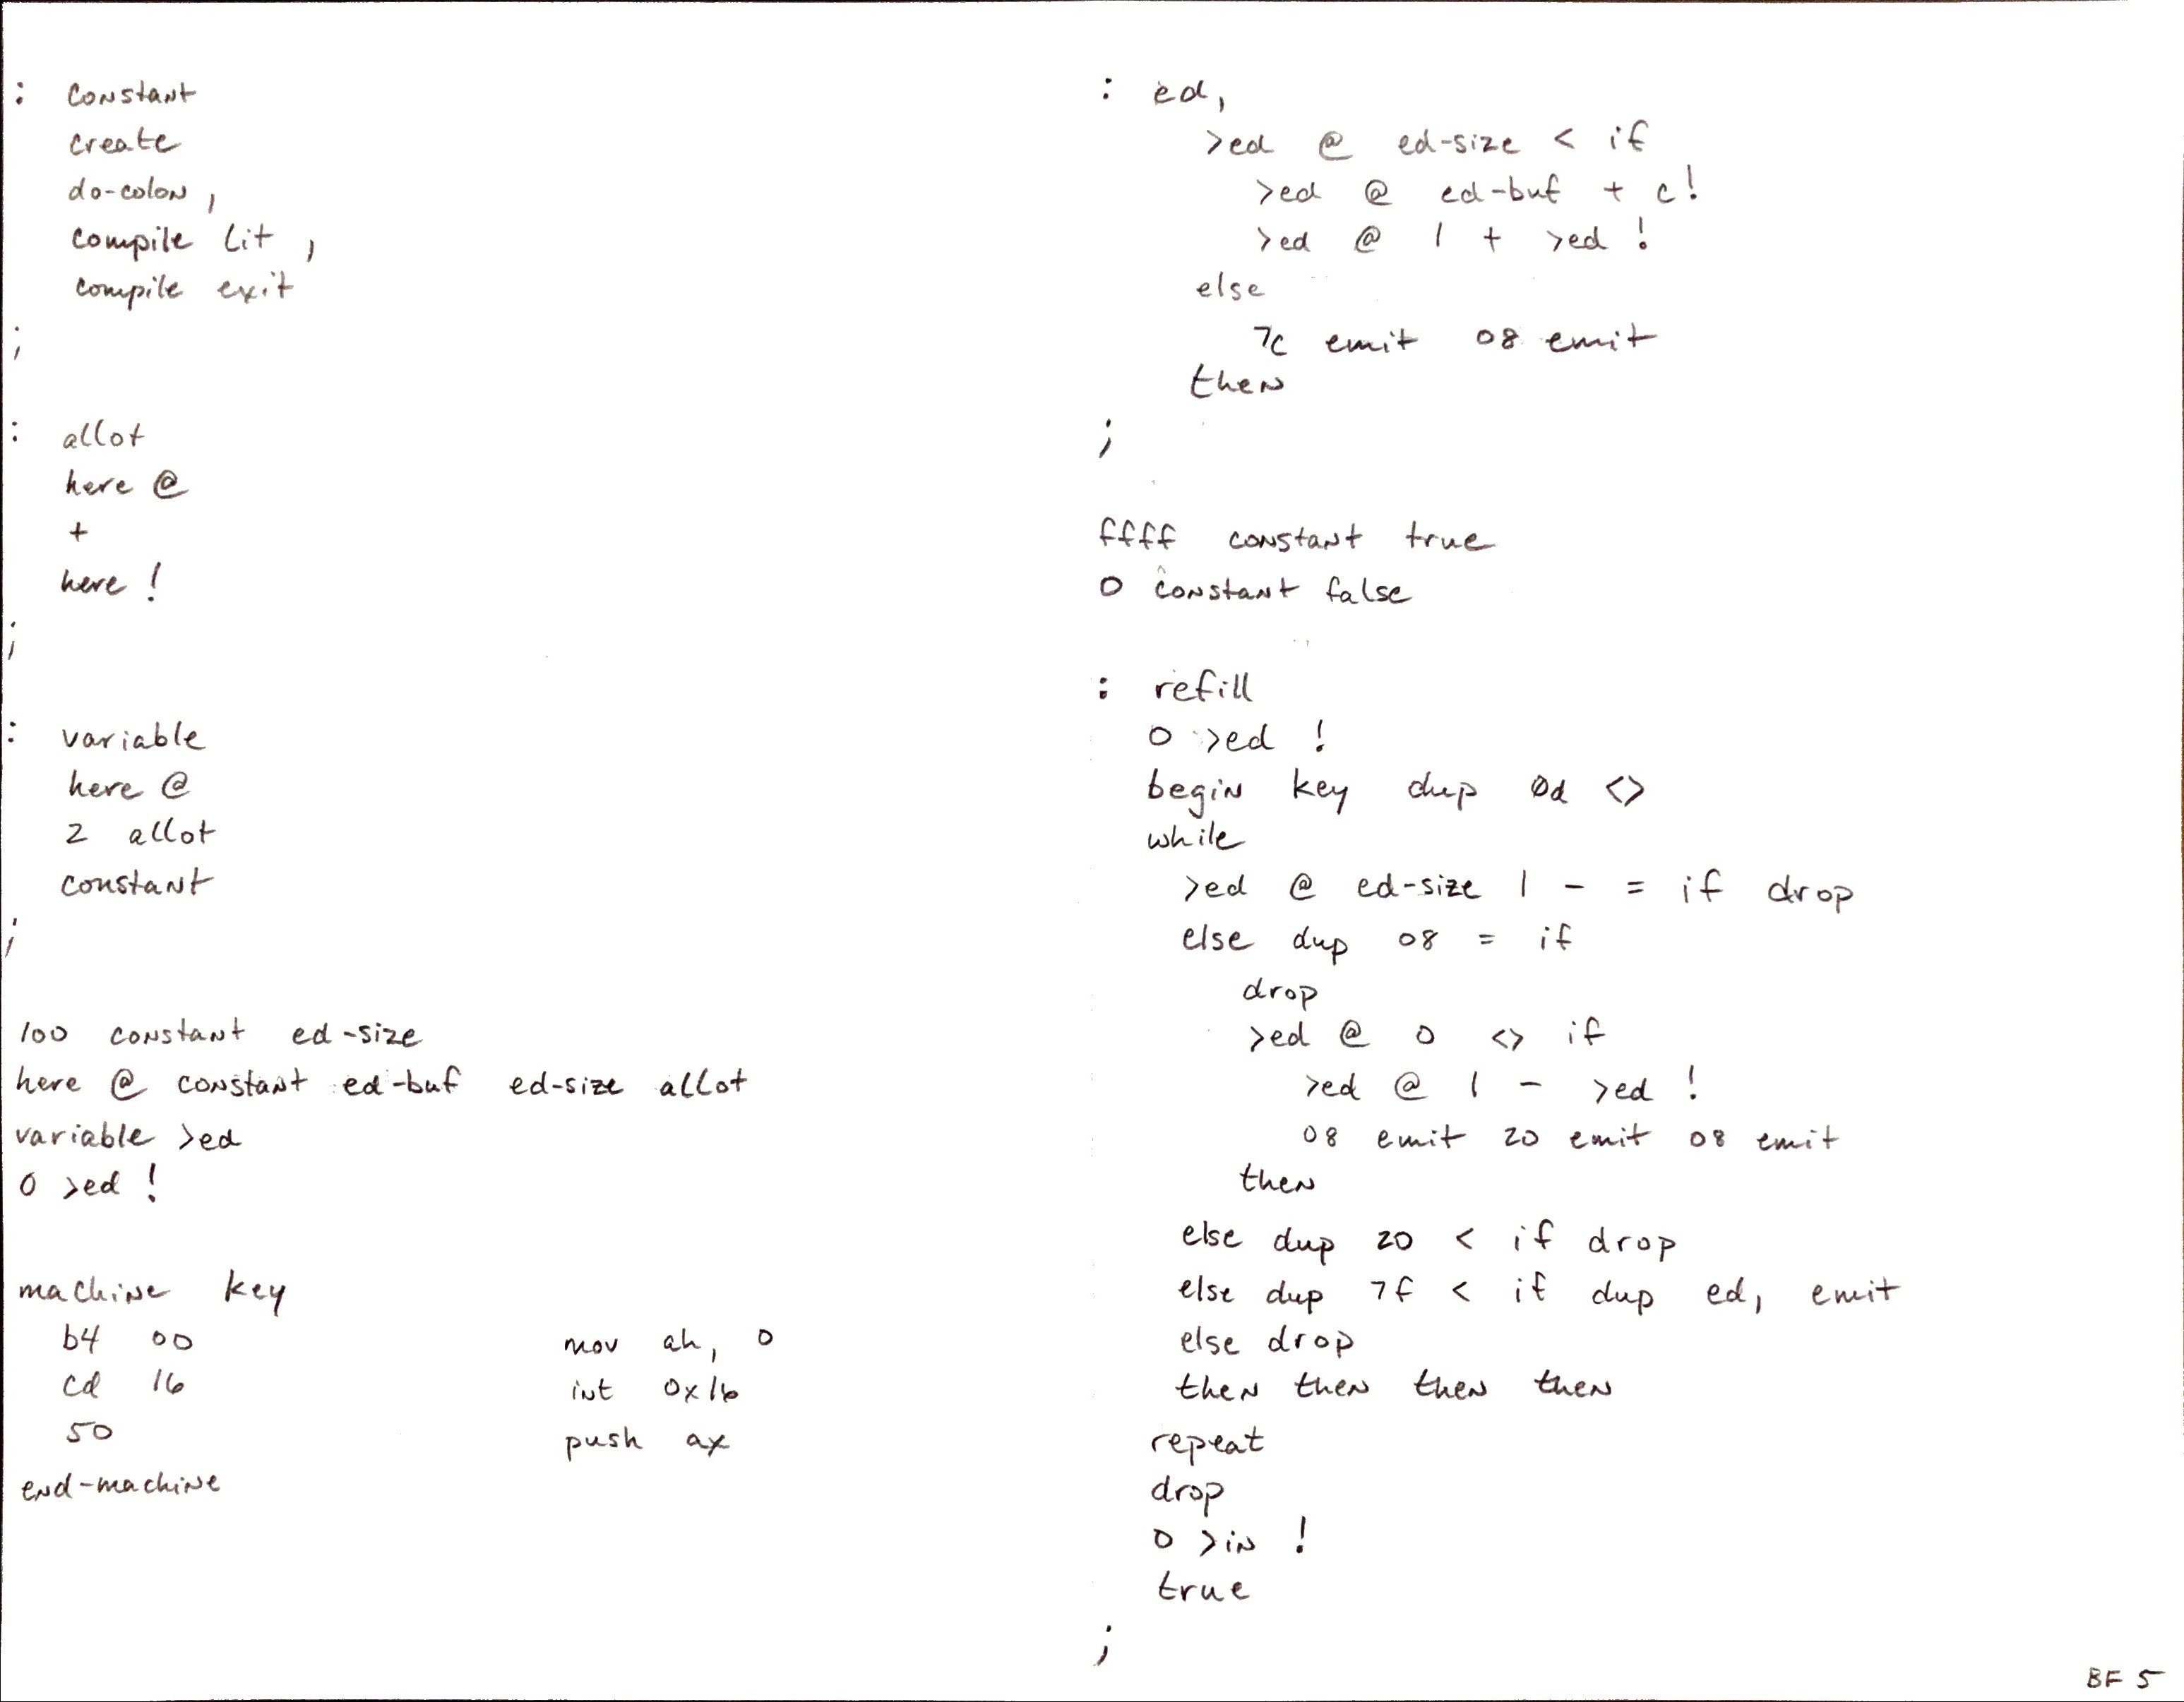 : constant
create
do-colon ,
compile lit ,
compile exit
;
: allot
here @
+
here !
;
: variable
here @
2 allot
constant
;
100 constant ed-size
here @ constant ed-buf ed-size allot
variable >ed
0 >ed !
machine key
b4 00 mov ah, 0
cd 16 int 0x16
50 push ax
end-machine
: ed,
>ed @ ed-size < if
>ed @ ed-buf + c!
>ed @ 1 + >ed !
else
7c emit 08 emit
then
;
ffff constant true
0 constant false
: refill
0 >ed !
begin key dup 0d <>
while
>ed @ ed-size 1 - = if drop
else dup 08 = if
drop
>ed @ 0 <> if
>ed @ 1 - >ed !
08 emit 20 emit 08 emit
then
else dup 20 < if drop
else dup 7f < if dup ed, emit
else drop
then then then then
repeat
drop
0 >in !
true
;
BF 5